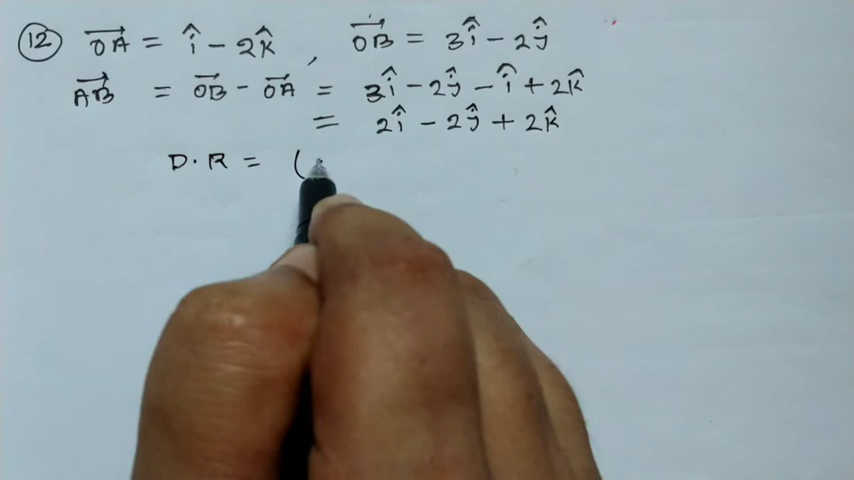 12 OA→ = î - 2k̂ , OB→ = 3î - 2ĵ
AB→ = OB→ - OA→ = 3î - 2ĵ - î + 2k̂
= 2î - 2ĵ + 2k̂
D.R = (